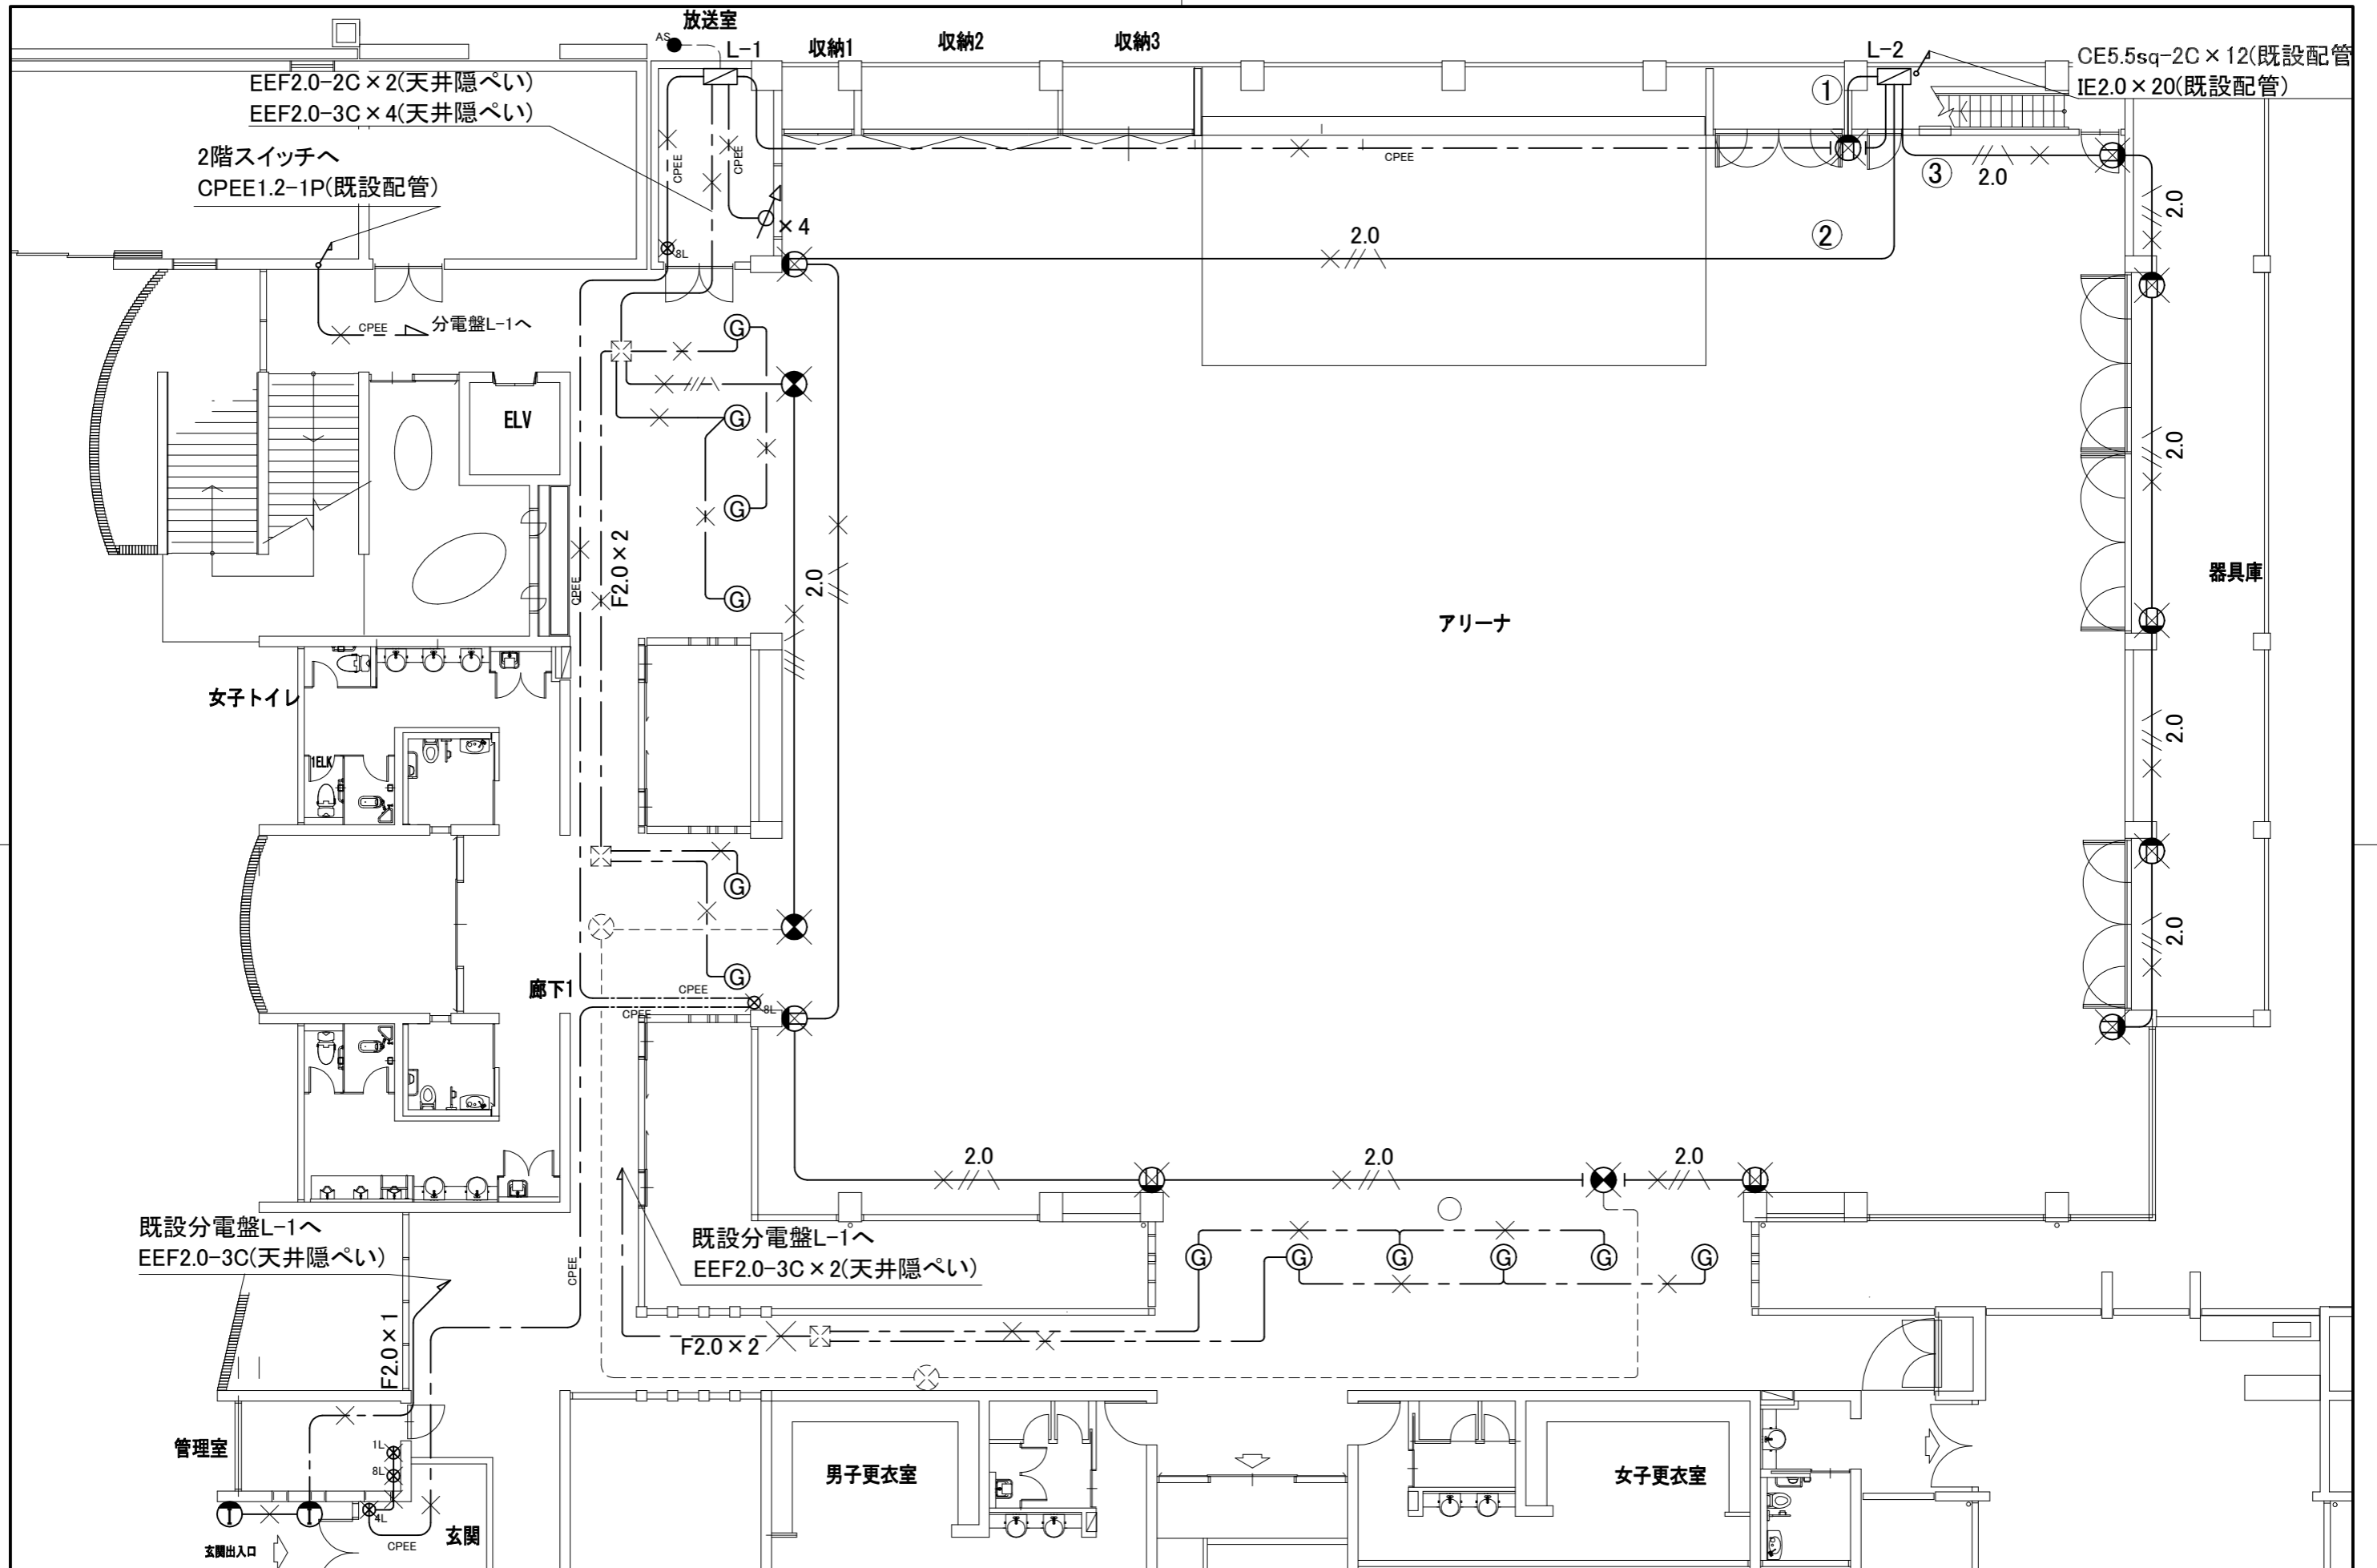 放送室
AS
L-1
収納1
収納2
収納3
L-2
CE5.5sq-2C×12(既設配管
IE2.0×20(既設配管)
EEF2.0-2C×2(天井隠ぺい)
EEF2.0-3C×4(天井隠ぺい)
①
2階スイッチへ
CPEE1.2-1P(既設配管)
CPEE
CPEE
CPEE
③
2.0
2.0
×4
8L
2.0
②
CPEE
分電盤L-1へ
G
ELV
G
2.0
G
F2.0×2
CPEE
2.0
G
器具庫
アリーナ
女子トイレ
2.0
1ELK
G
2.0
G
廊下1
CPEE
8L
CPEE
2.0
2.0
2.0
既設分電盤L-1へ
EEF2.0-3C(天井隠ぺい)
既設分電盤L-1へ
EEF2.0-3C×2(天井隠ぺい)
CPEE
G
G
G
G
G
G
F2.0×1
F2.0×2
管理室
1L
8L
4L
男子更衣室
女子更衣室
玄関
CPEE
玄関出入口